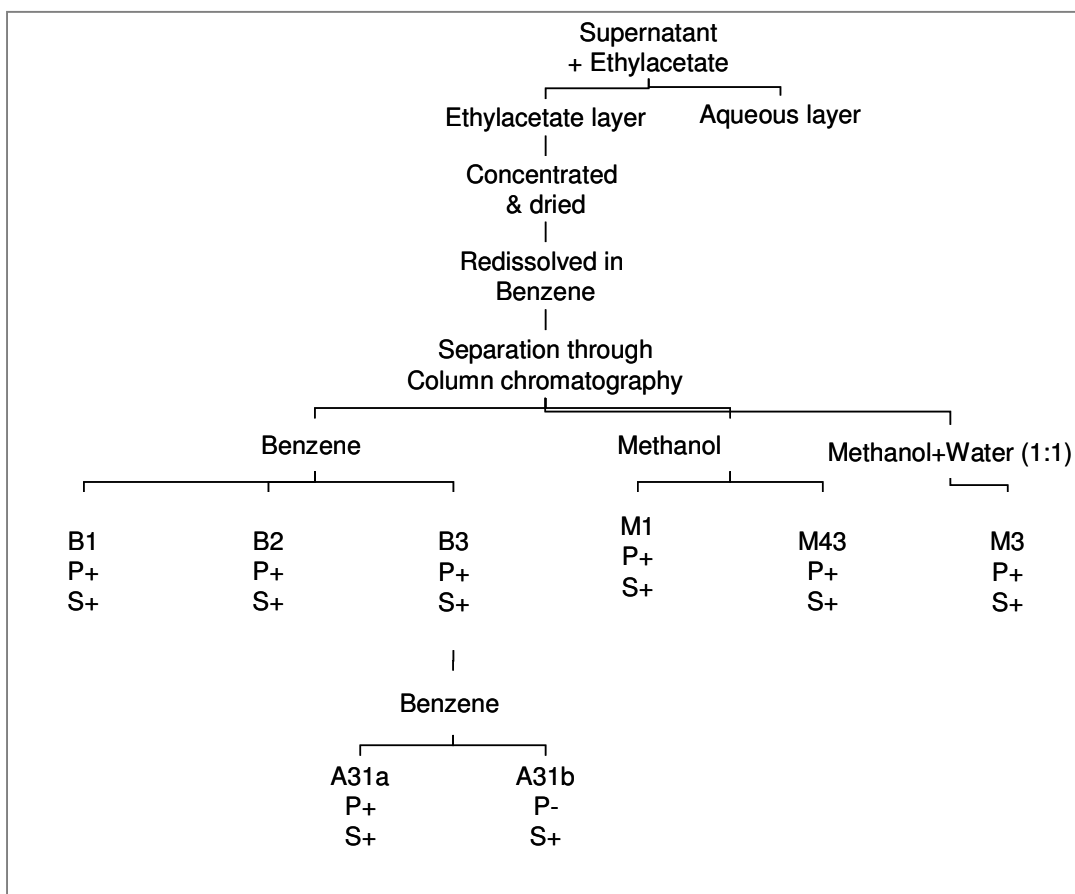 Supernatant
+ Ethylacetate
Ethylacetate layer
Aqueous layer
Concentrated
& dried
Redissolved in
Benzene
Separation through
Column chromatography
Benzene
Methanol
Methanol+Water (1:1)
B1
P+
S+
B2
P+
S+
B3
P+
S+
M1
P+
S+
M43
P+
S+
M3
P+
S+
Benzene
A31a
P+
S+
A31b
P-
S+